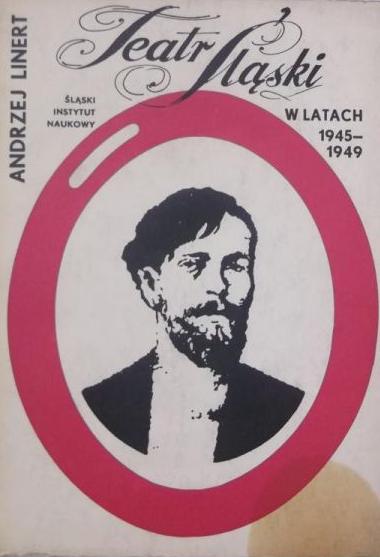 ANDRZEJ LINERT
Teatr Śląski
ŚLĄSKI
INSTYTUT
NAUKOWY
W LATACH
1945–
1949